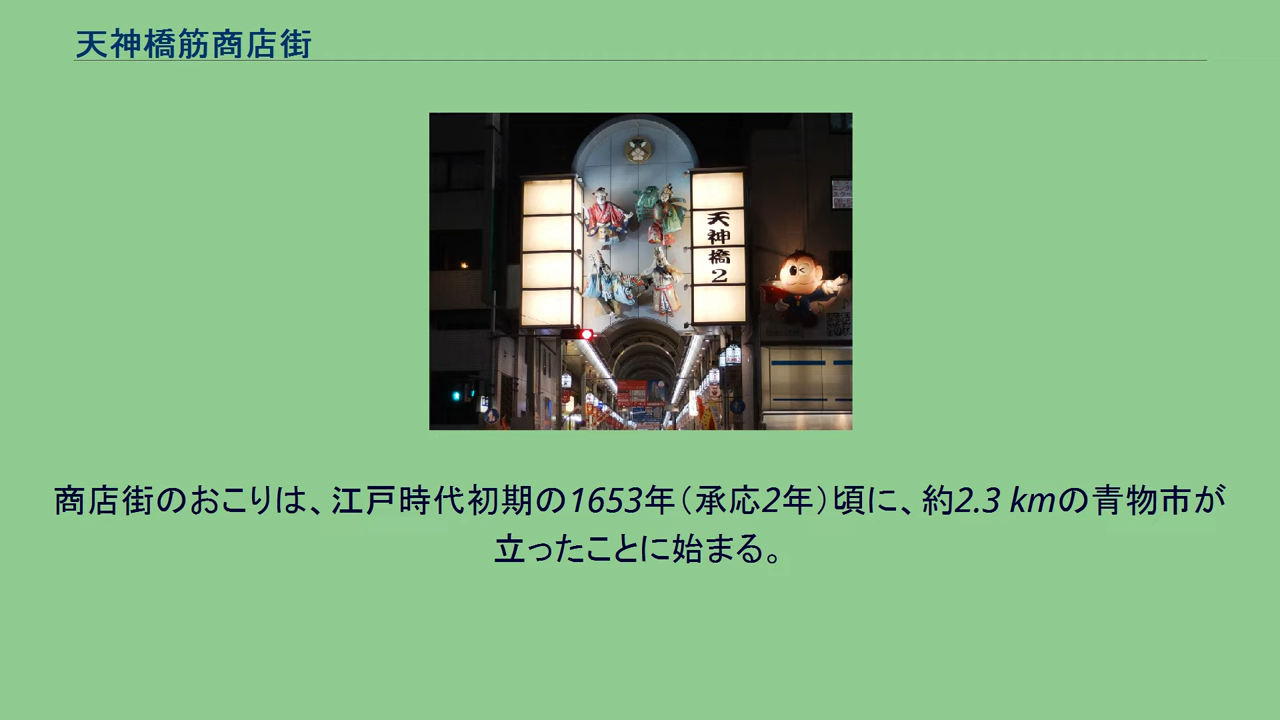 天神橋筋商店街
天神橋2
商店街のおこりは、江戸時代初期の1653年（承応2年）頃に、約2.3 kmの青物市が
立ったことに始まる。